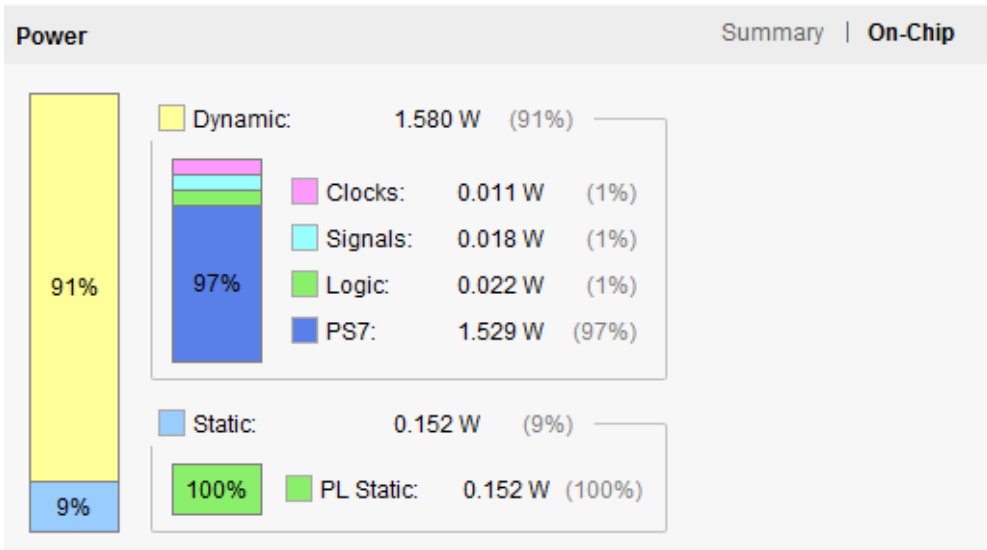 Power Summary | On-Chip
Dynamic: 1.580 W (91%)
Clocks: 0.011 W (1%)
Signals: 0.018 W (1%)
91% 97% Logic: 0.022 W (1%)
PS7: 1.529 W (97%)
Static: 0.152 W (9%)
100% PL Static: 0.152 W (100%)
9%